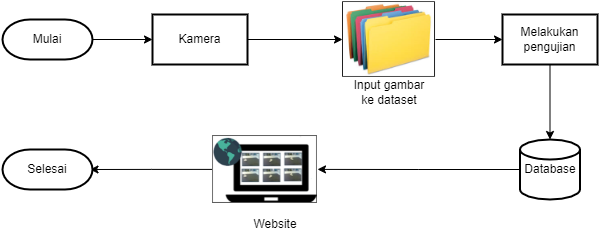 Mulai
Kamera
Input gambar
ke dataset
Melakukan
pengujian
Database
Website
Selesai